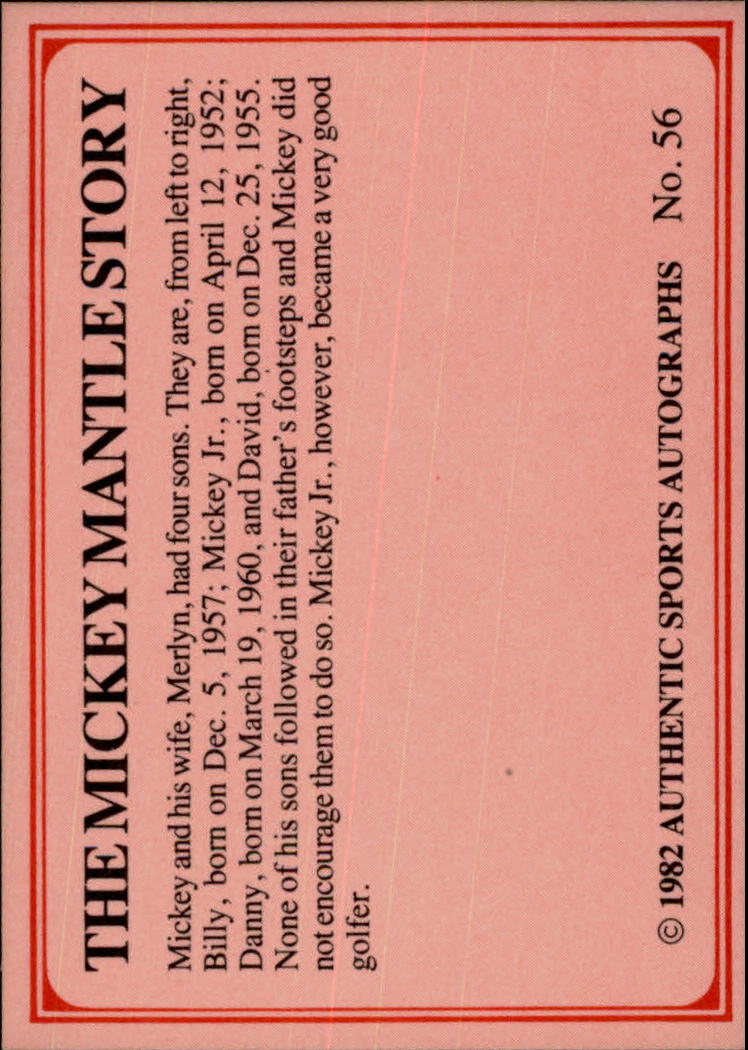 THE MICKEY MANTLE STORY
Mickey and his wife, Merlyn, had four sons. They are, from left to right,
Billy, born on Dec. 5, 1957; Mickey Jr., born on April 12, 1952;
Danny, born on March 19, 1960, and David, born on Dec. 25, 1955.
None of his sons followed in their father's footsteps and Mickey did
not encourage them to do so. Mickey Jr., however, became a very good
golfer.
© 1982 AUTHENTIC SPORTS AUTOGRAPHS No. 56